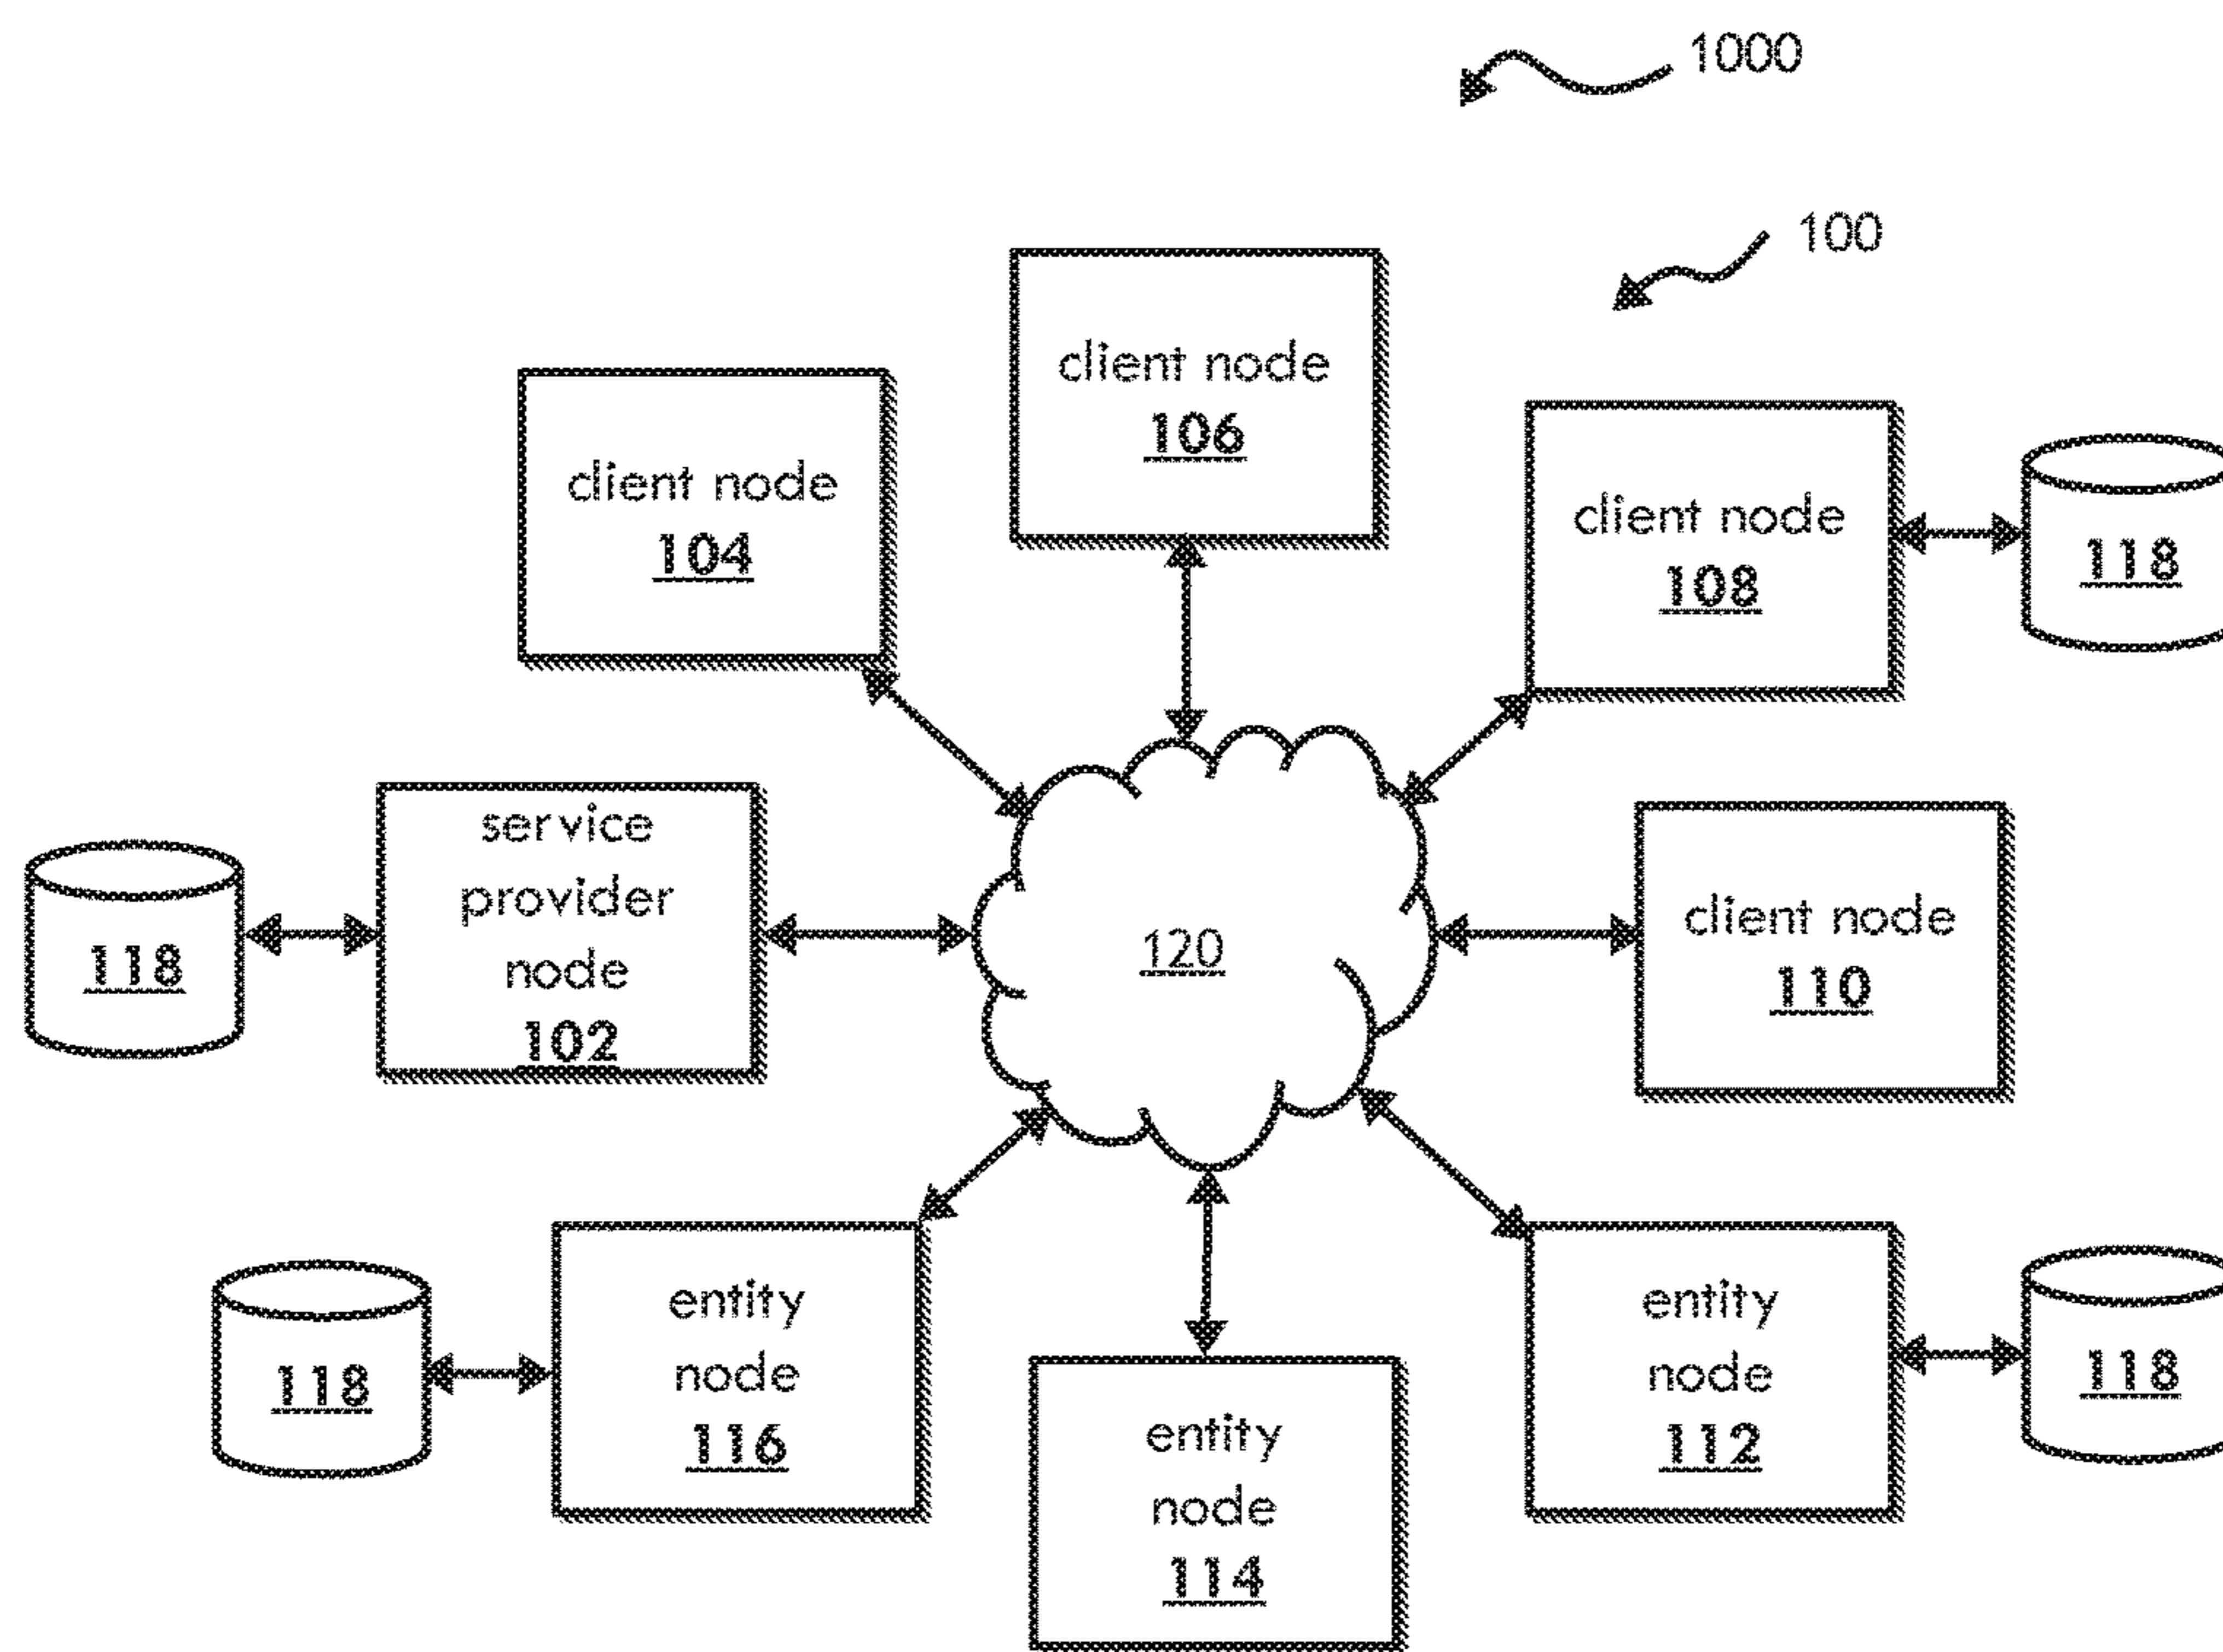 1000
100
client node
106
client node
104
client node
108
118
service
provider
node
102
118
120
client node
110
entity
node
116
118
entity
node
114
entity
node
112
118